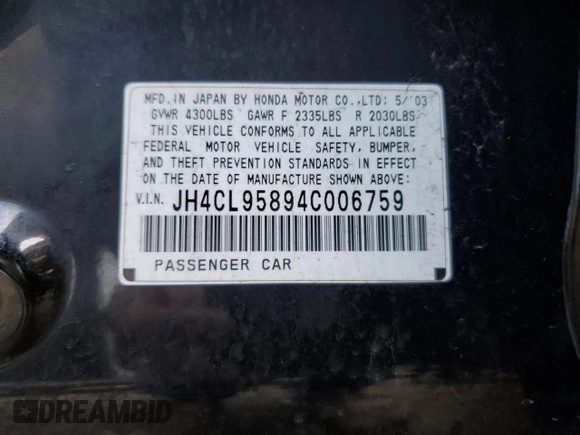 MFD.IN JAPAN BY HONDA MOTOR CO.,LTD: 5/'03
GVWR 4300LBS GAWR F 2335LBS R 2030LBS
THIS VEHICLE CONFORMS TO ALL APPLICABLE
FEDERAL MOTOR VEHICLE SAFETY, BUMPER,
AND THEFT PREVENTION STANDARDS IN EFFECT
ON THE DATE OF MANUFACTURE SHOWN ABOVE:
V.I.N. JH4CL95894C006759
PASSENGER CAR
DREAMBID